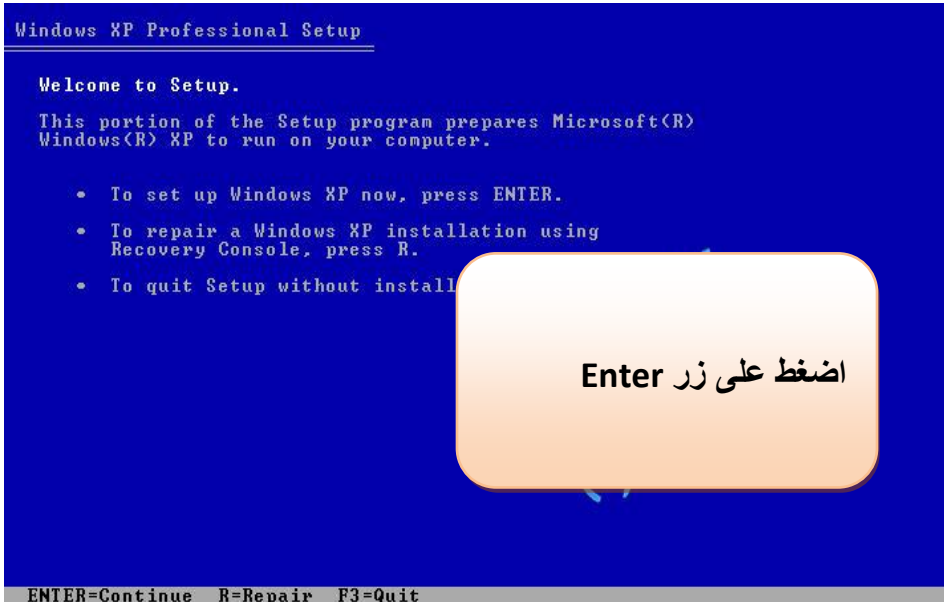 Windows XP Professional Setup
Welcome to Setup.
This portion of the Setup program prepares Microsoft(R)
Windows(R) XP to run on your computer.
• To set up Windows XP now, press ENTER.
• To repair a Windows XP installation using
Recovery Console, press R.
• To quit Setup without install
اضغط على زر Enter
ENTER=Continue R=Repair F3=Quit